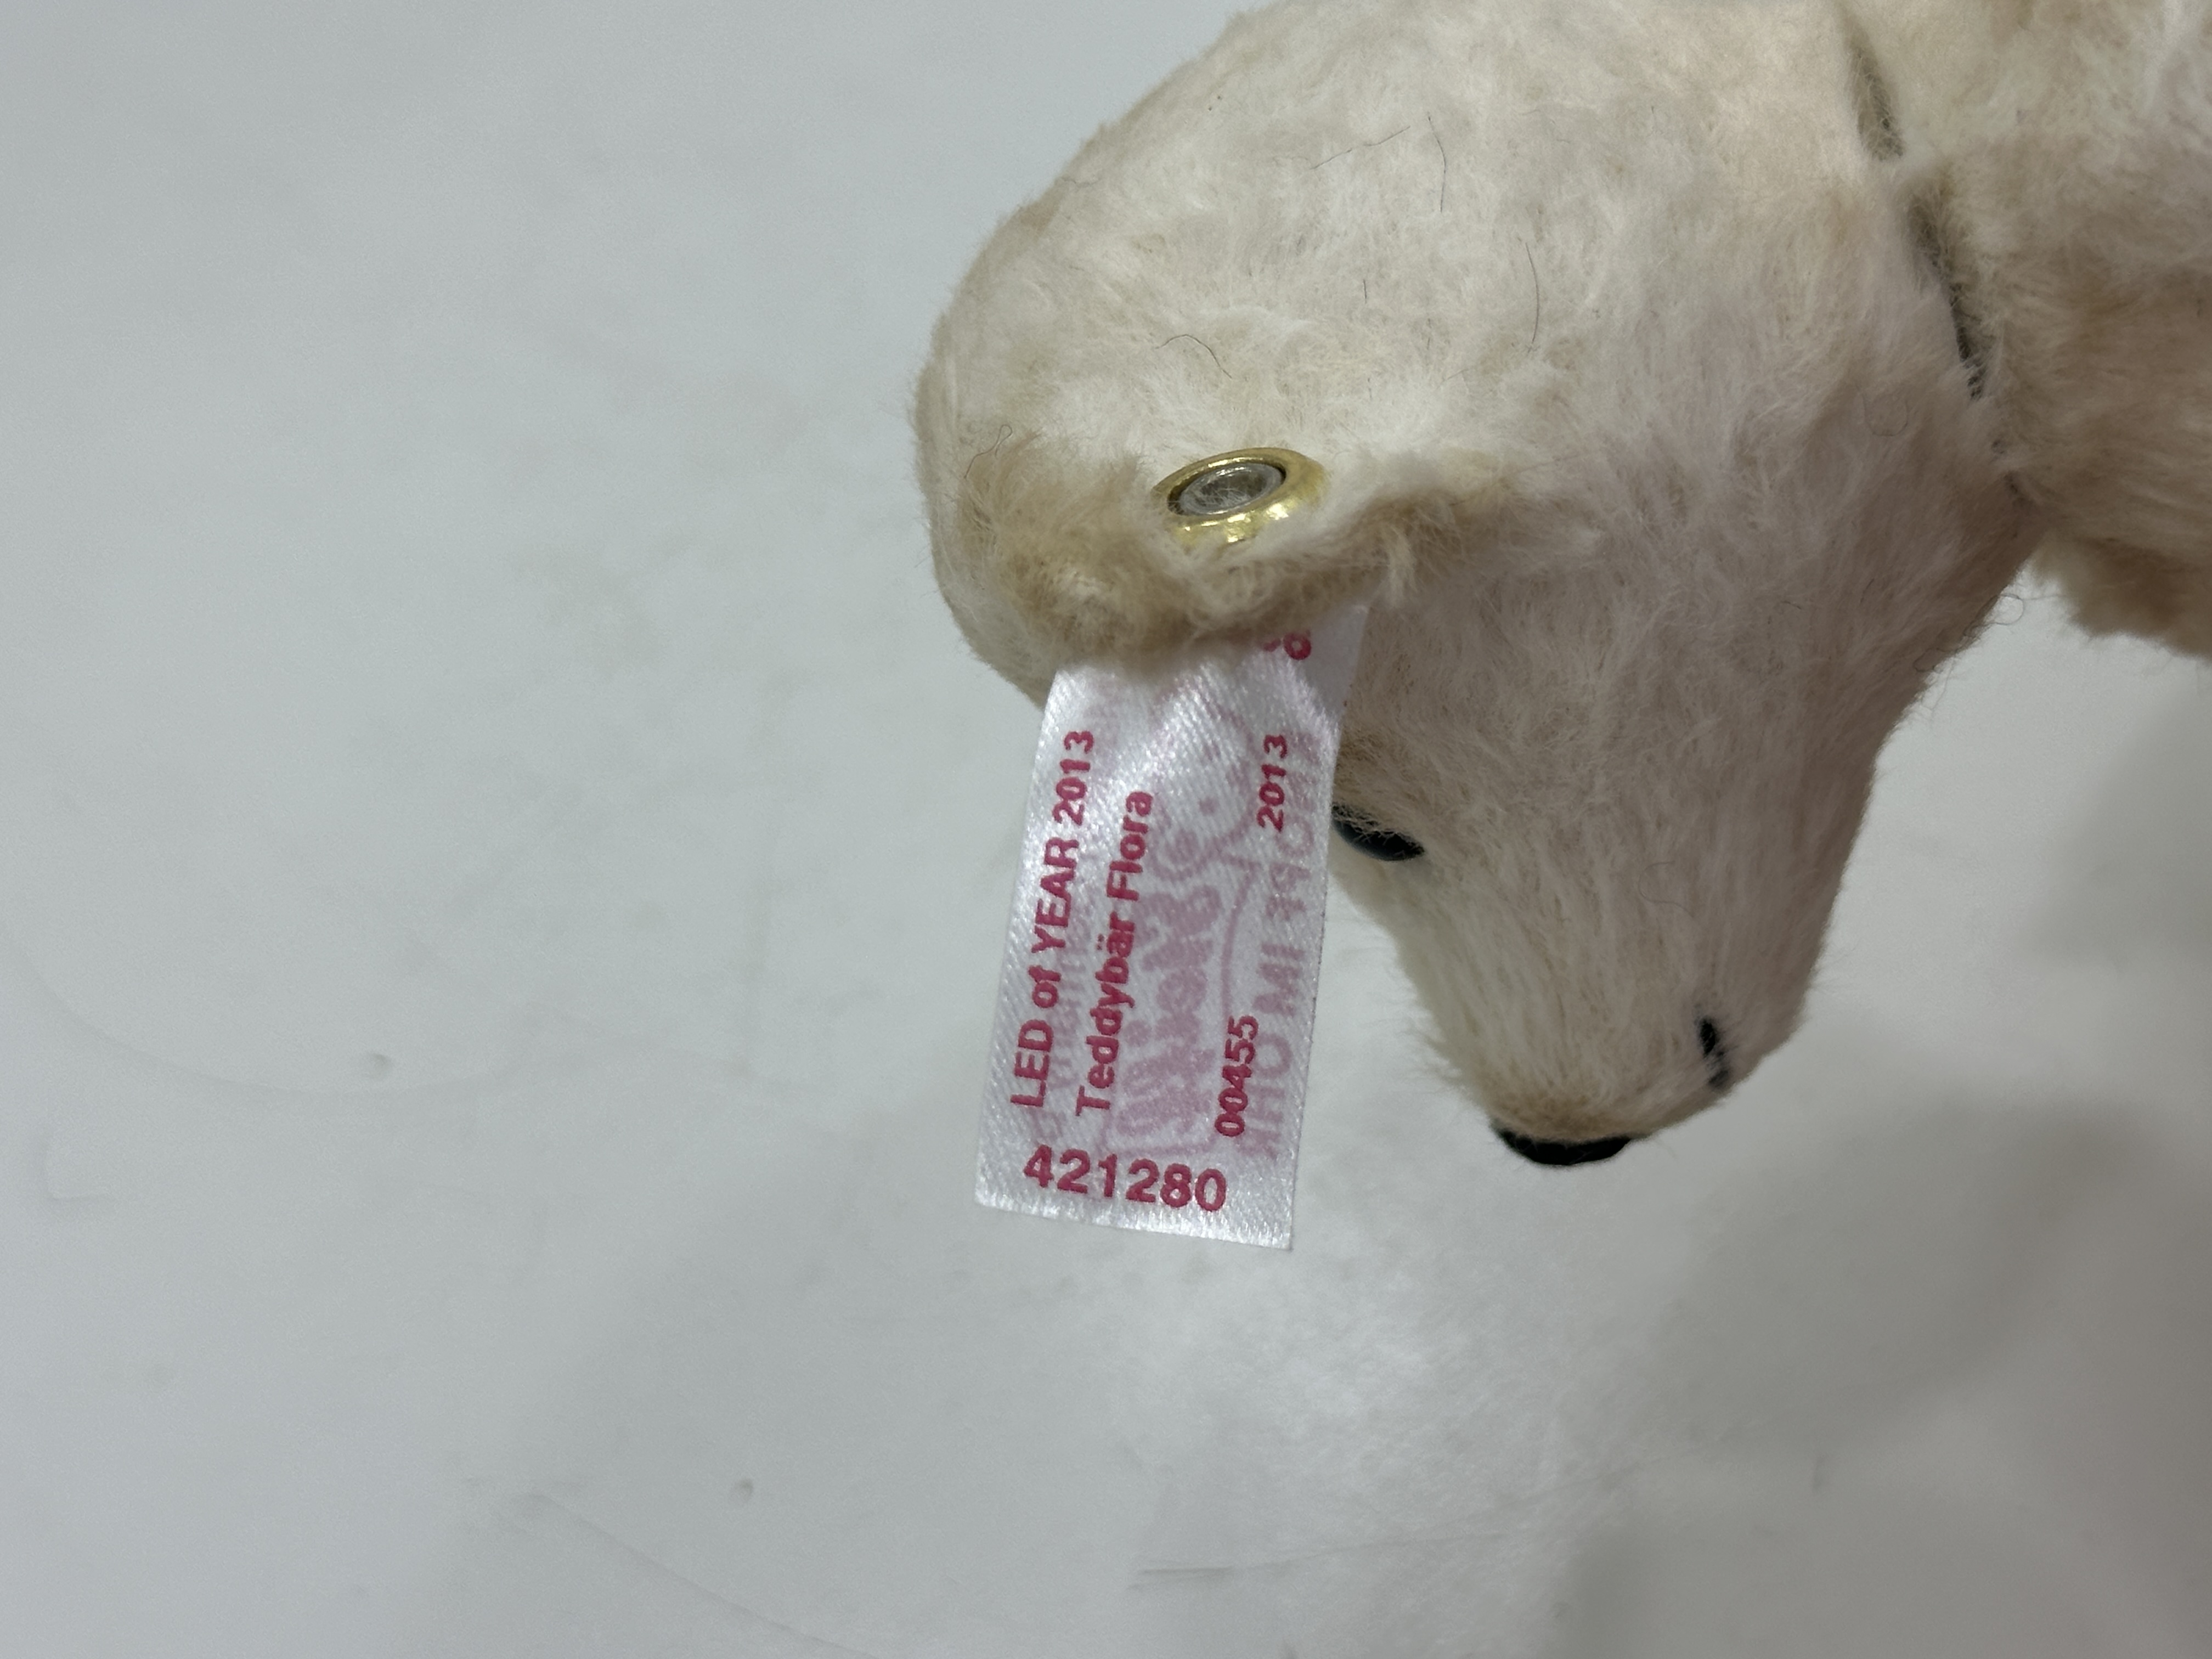 LED of YEAR 2013
Teddybär Flora
00455 2013
421280